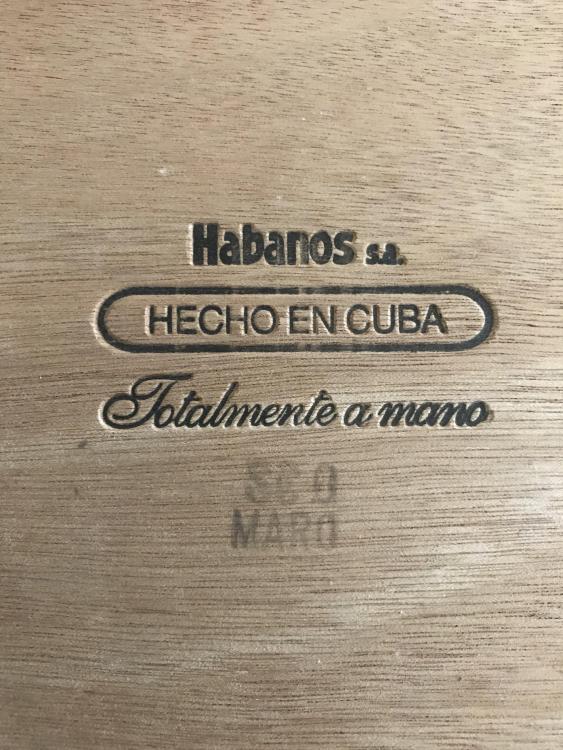 Habanos s.a.
HECHO EN CUBA
Totalmente a mano